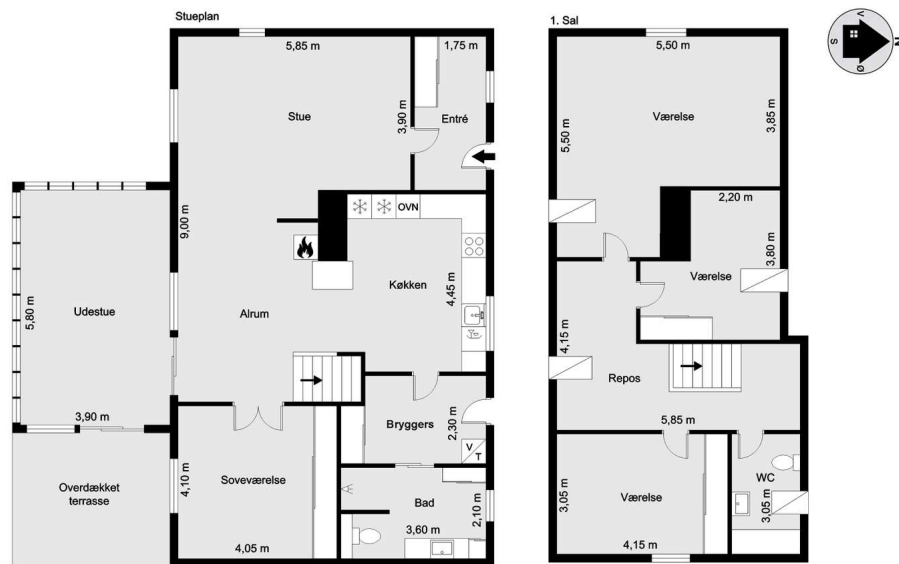 Stueplan
5,85 m
1,75 m
Stue
3,90 m
Entré
9,00 m
OVN
Køkken
4,45 m
Udestue
5,80 m
Alrum
3,90 m
Bryggers
2,30 m
V
T
Overdækket
terrasse
4,10 m
Soveværelse
4,05 m
Bad
2,10 m
3,60 m
1. Sal
5,50 m
Værelse
3,85 m
5,50 m
2,20 m
3,80 m
Værelse
4,15 m
Repos
5,85 m
3,05 m
Værelse
4,15 m
WC
3,05 m
V
S
N
Ø